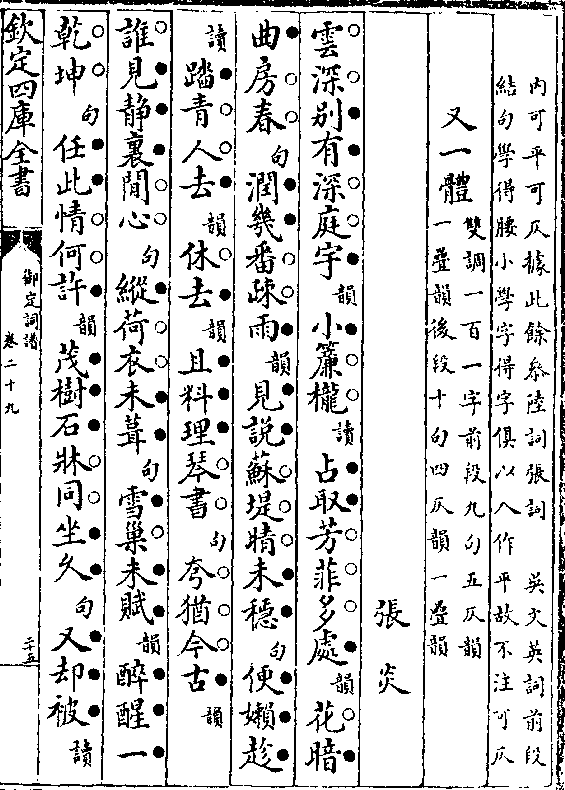 内可平可仄據此餘叅陸詞張詞　吳文英詞前段
結句學得腰小學字得字俱以入作平故不注可仄
又一體
雙調一百一字前段九句五仄韻
一疊韻後段十句四仄韻一疊韻
張炎
雲深别有深庭宇韻小簾櫳讀占取芳菲多處韻花暗
曲房春句潤幾番疎雨韻見説蘇堤晴未穩句便嬾趁
讀踏青人去韻休去韻且料理琴書句夸猶今古韻
誰見静裏閒心句縱荷衣未葺句雪巢未賦韻醉醒一
乾坤句任此情何許韻茂樹石牀同坐久句又却被讀
欽定四庫全書
御定詞譜
卷二十九
二十五